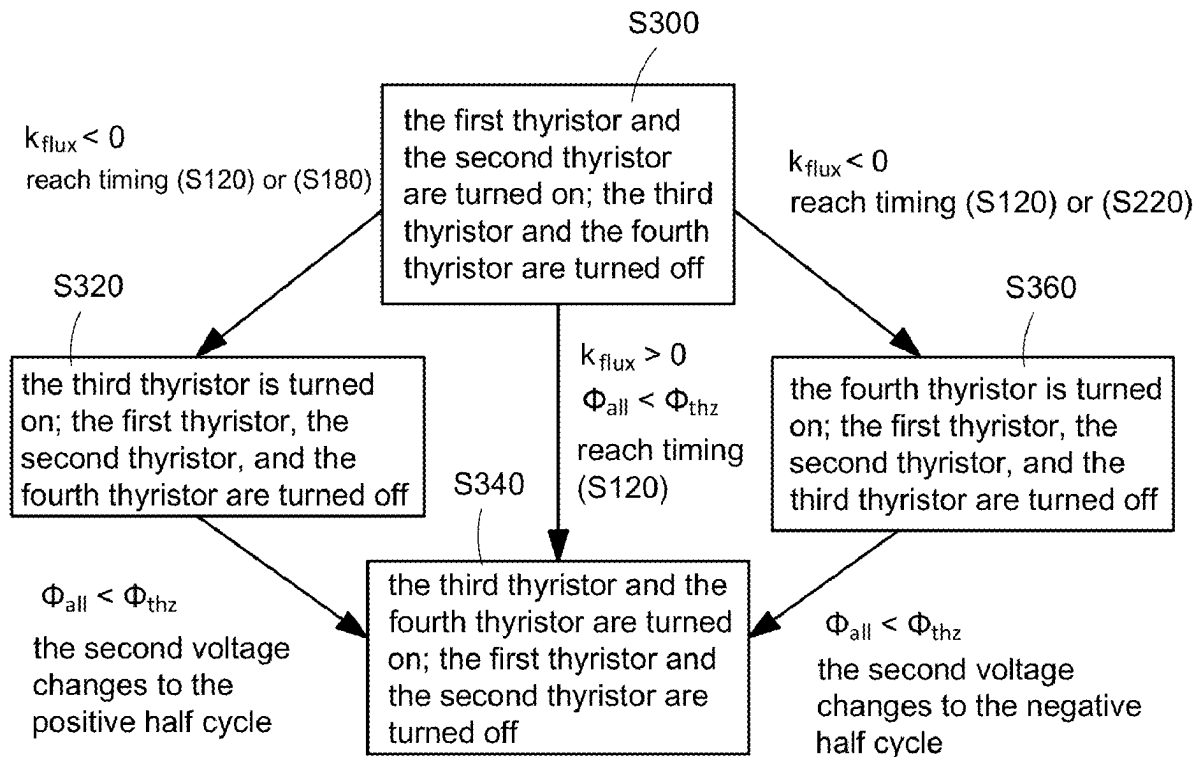 S300
the first thyristor and
the second thyristor
are turned on; the third
thyristor and the fourth
thyristor are turned off
k_flux < 0
reach timing (S120) or (S180)
k_flux < 0
reach timing (S120) or (S220)
S320
the third thyristor is turned
on; the first thyristor, the
second thyristor, and the
fourth thyristor are turned off
k_flux > 0
Φ_all < Φ_thz
reach timing
(S120)
S360
the fourth thyristor is turned
on; the first thyristor, the
second thyristor, and the
third thyristor are turned off
S340
the third thyristor and the
fourth thyristor are turned
on; the first thyristor and
the second thyristor are
turned off
Φ_all < Φ_thz
the second voltage
changes to the
positive half cycle
Φ_all < Φ_thz
the second voltage
changes to the negative
half cycle